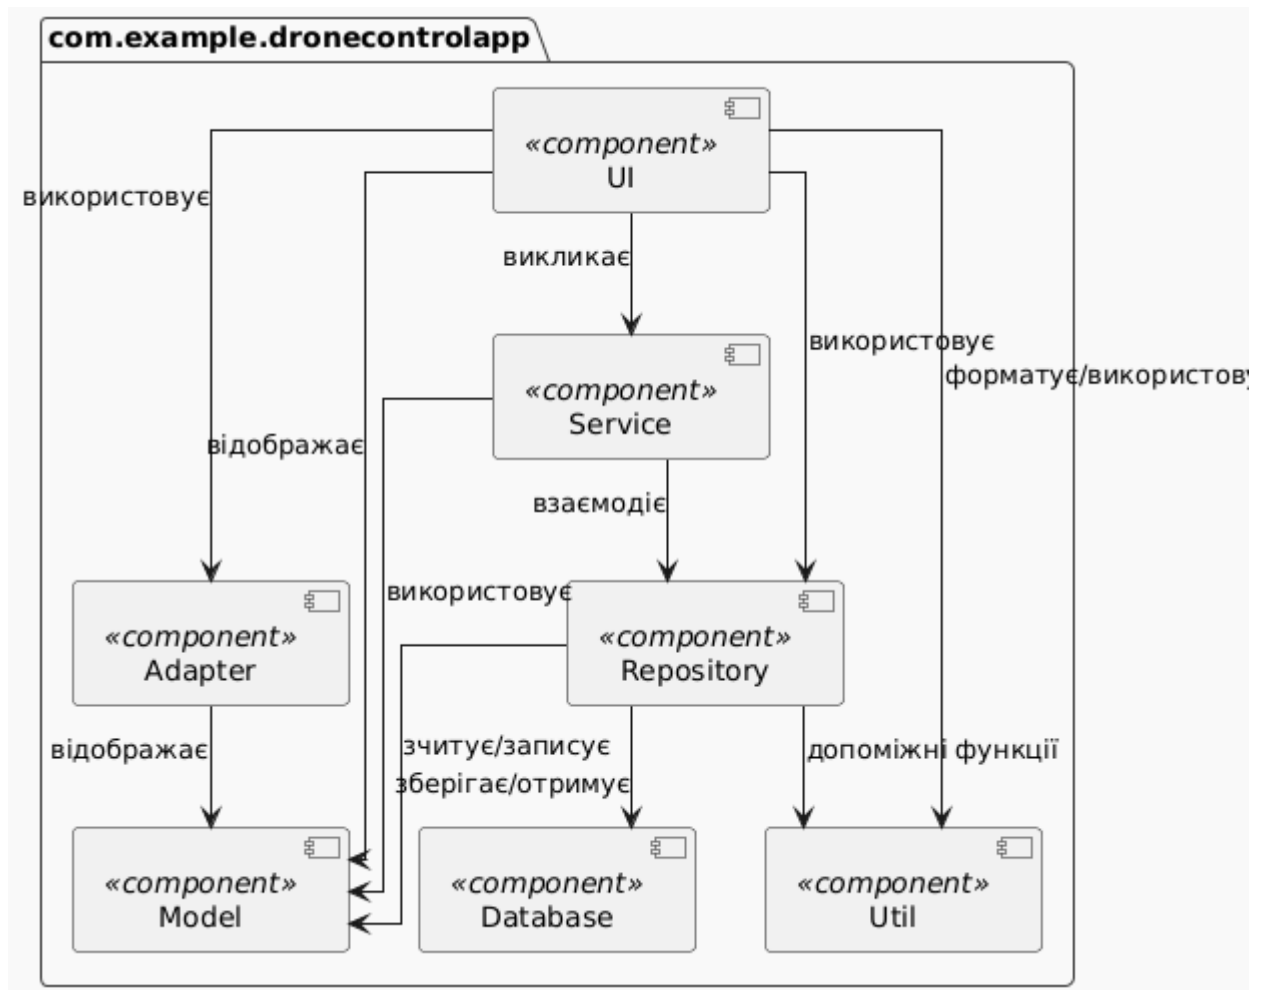 com.example.dronecontrolapp
«component»
UI
використовує
викликає
використовує
форматує/використову
«component»
Service
відображає
взаємодіє
використовує
«component»
Adapter
«component»
Repository
відображає
зчитує/записує
допоміжні функції
зберігає/отримує
«component»
Model
«component»
Database
«component»
Util